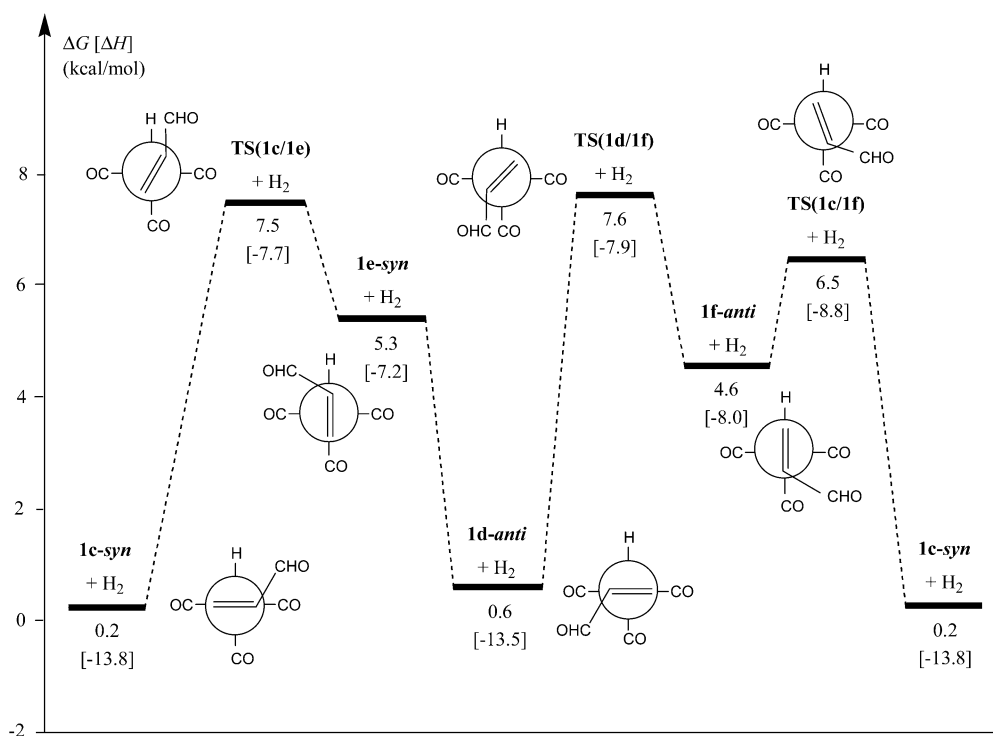 ΔG [ΔH]
(kcal/mol)
8
6
4
2
0
-2
H CHO
OC CO
CO
TS(1c/1e)
+ H₂
7.5
[-7.7]
1e-syn
+ H₂
5.3
[-7.2]
H
OHC
OC CO
CO
1c-syn
+ H₂
0.2
[-13.8]
H
CHO
OC CO
CO
H
OC CO
OHC CO
1d-anti
+ H₂
0.6
[-13.5]
TS(1d/1f)
+ H₂
7.6
[-7.9]
H
OC CO
OHC CO
1f-anti
+ H₂
4.6
[-8.0]
H
OC CO
CO CHO
H
OC CO
CO CHO
TS(1c/1f)
+ H₂
6.5
[-8.8]
1c-syn
+ H₂
0.2
[-13.8]